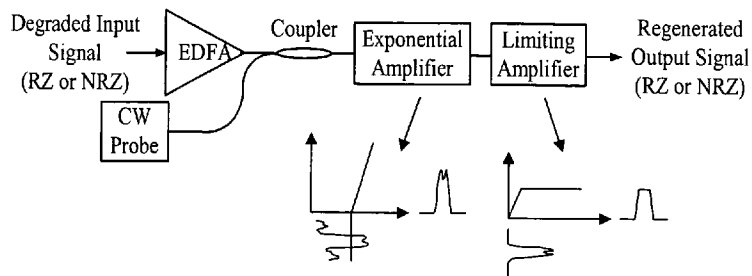 Degraded Input
Signal
(RZ or NRZ)
EDFA
CW
Probe
Coupler
Exponential
Amplifier
Limiting
Amplifier
Regenerated
Output Signal
(RZ or NRZ)